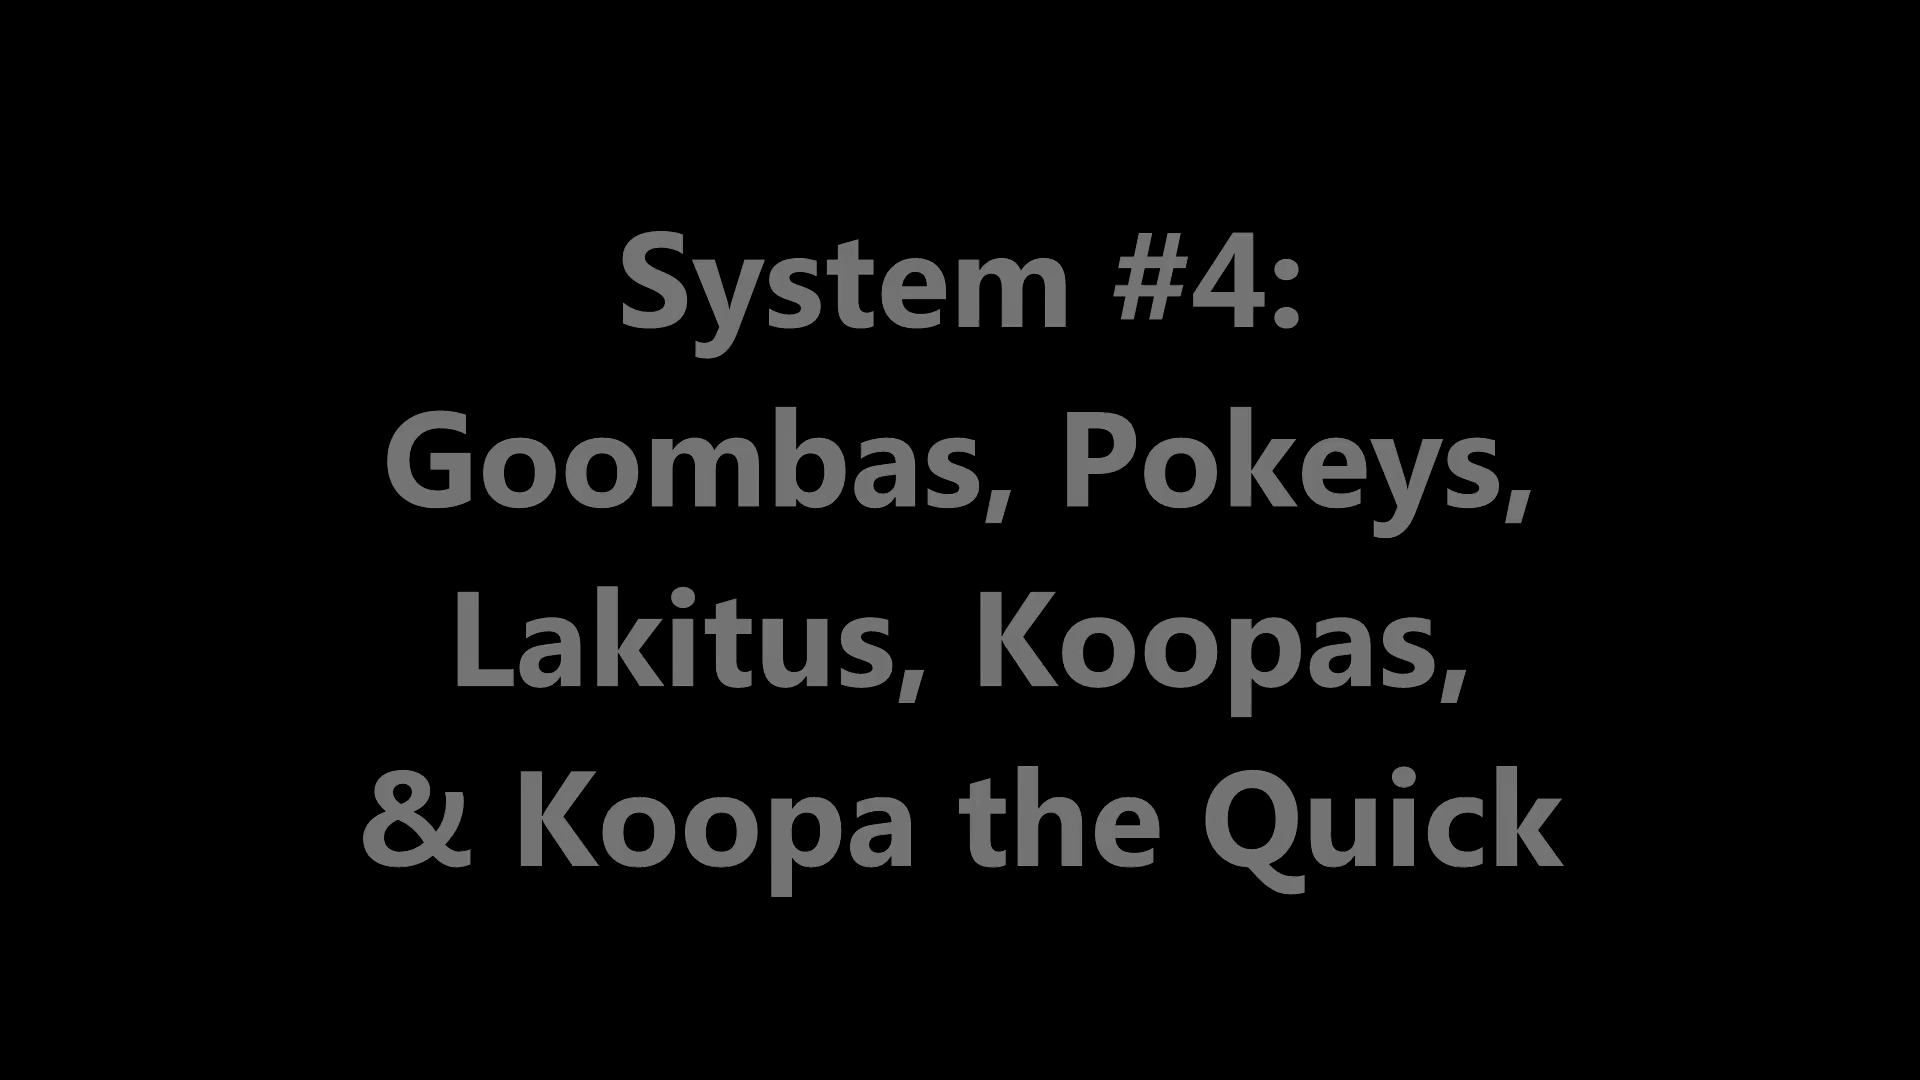 System #4:
Goombas, Pokeys,
Lakitus, Koopas,
& Koopa the Quick